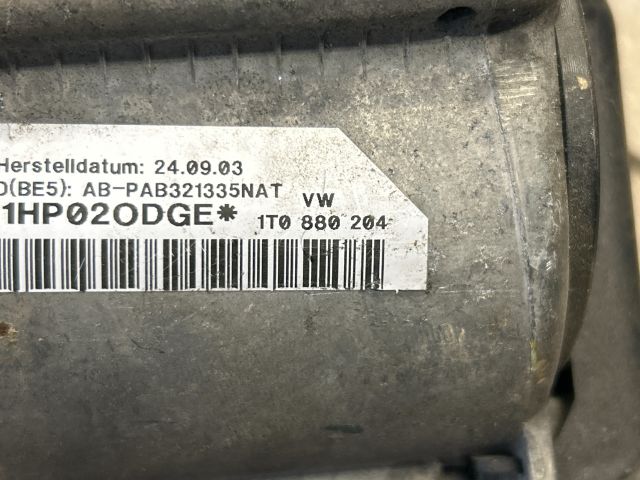 Herstelldatum: 24.09.03
D(BE5): AB-PAB321335NAT
VW
1HP02ODGE*
1T0 880 204